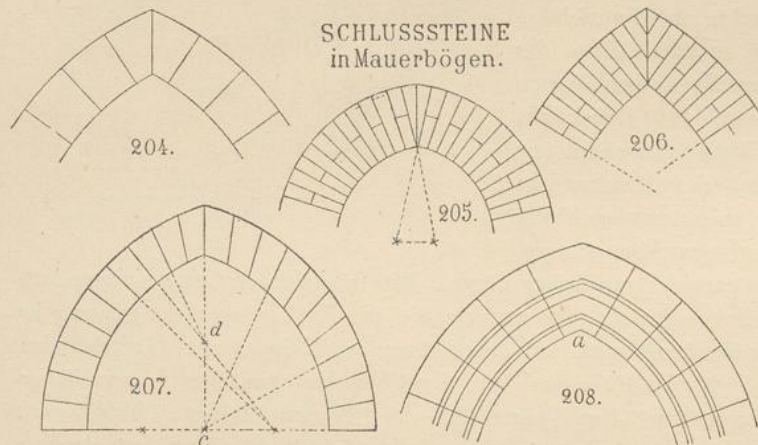 SCHLUSSSTEINE
in Mauerbögen.
204.
205.
206.
207.
d
c
208.
a